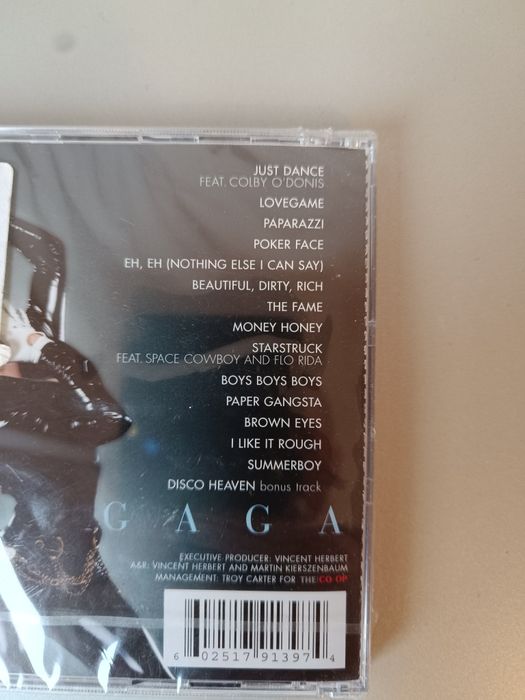 JUST DANCE
FEAT. COLBY O'DONIS
LOVEGAME
PAPARAZZI
POKER FACE
EH, EH (NOTHING ELSE I CAN SAY)
BEAUTIFUL, DIRTY, RICH
THE FAME
MONEY HONEY
STARSTRUCK
FEAT. SPACE COWBOY AND FLO RIDA
BOYS BOYS BOYS
PAPER GANGSTA
BROWN EYES
I LIKE IT ROUGH
SUMMERBOY
DISCO HEAVEN bonus track
GAGA
EXECUTIVE PRODUCER: VINCENT HERBERT
A&R: VINCENT HERBERT AND MARTIN KIERSZENBAUM
MANAGEMENT: TROY CARTER FOR THE CO OP
6 02517 91397 4